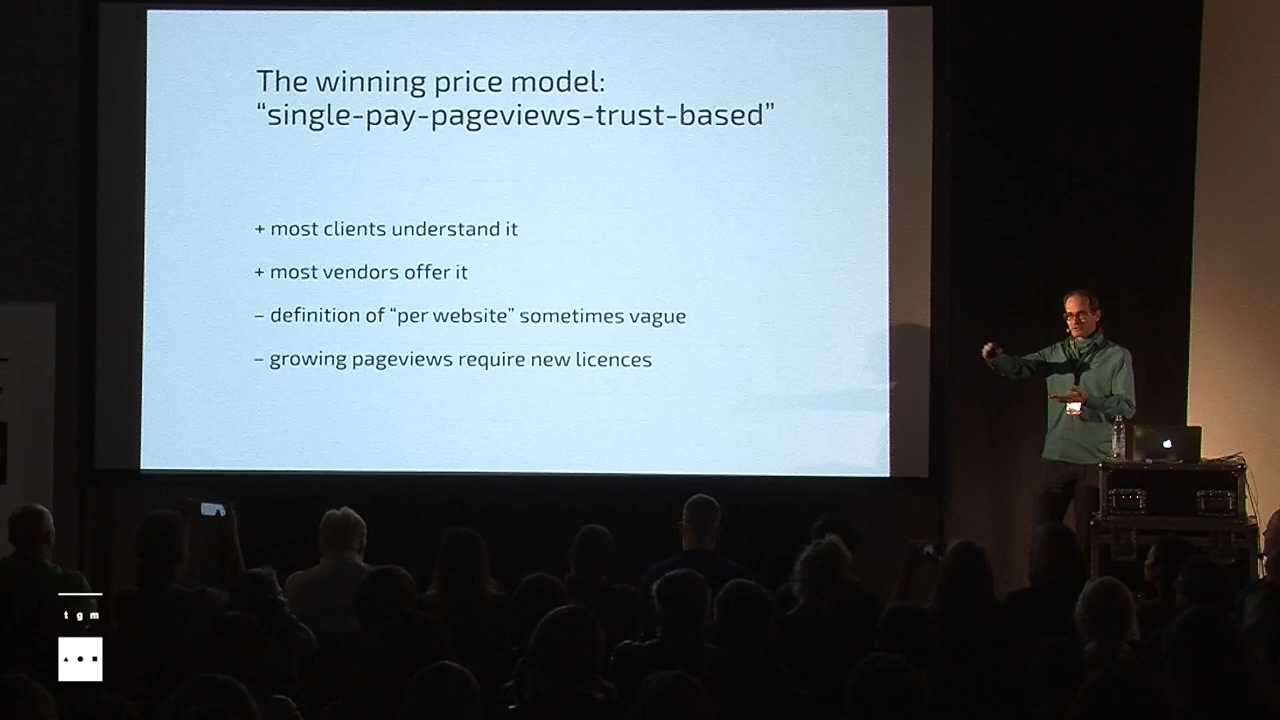 The winning price model:
“single-pay-pageviews-trust-based”
+ most clients understand it
+ most vendors offer it
– definition of “per website” sometimes vague
– growing pageviews require new licences
t g m